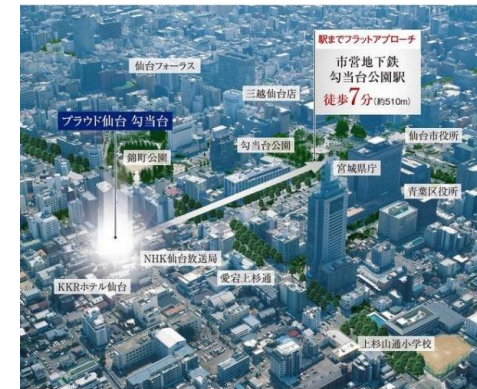 駅までフラットアプローチ
市営地下鉄
勾当台公園駅
徒歩7分(約510m)
仙台フォーラス
三越仙台店
プラウド仙台 勾当台
錦町公園
勾当台公園
仙台市役所
宮城県庁
青葉区役所
NHK仙台放送局
KKRホテル仙台
愛宕上杉通
上杉山通小学校